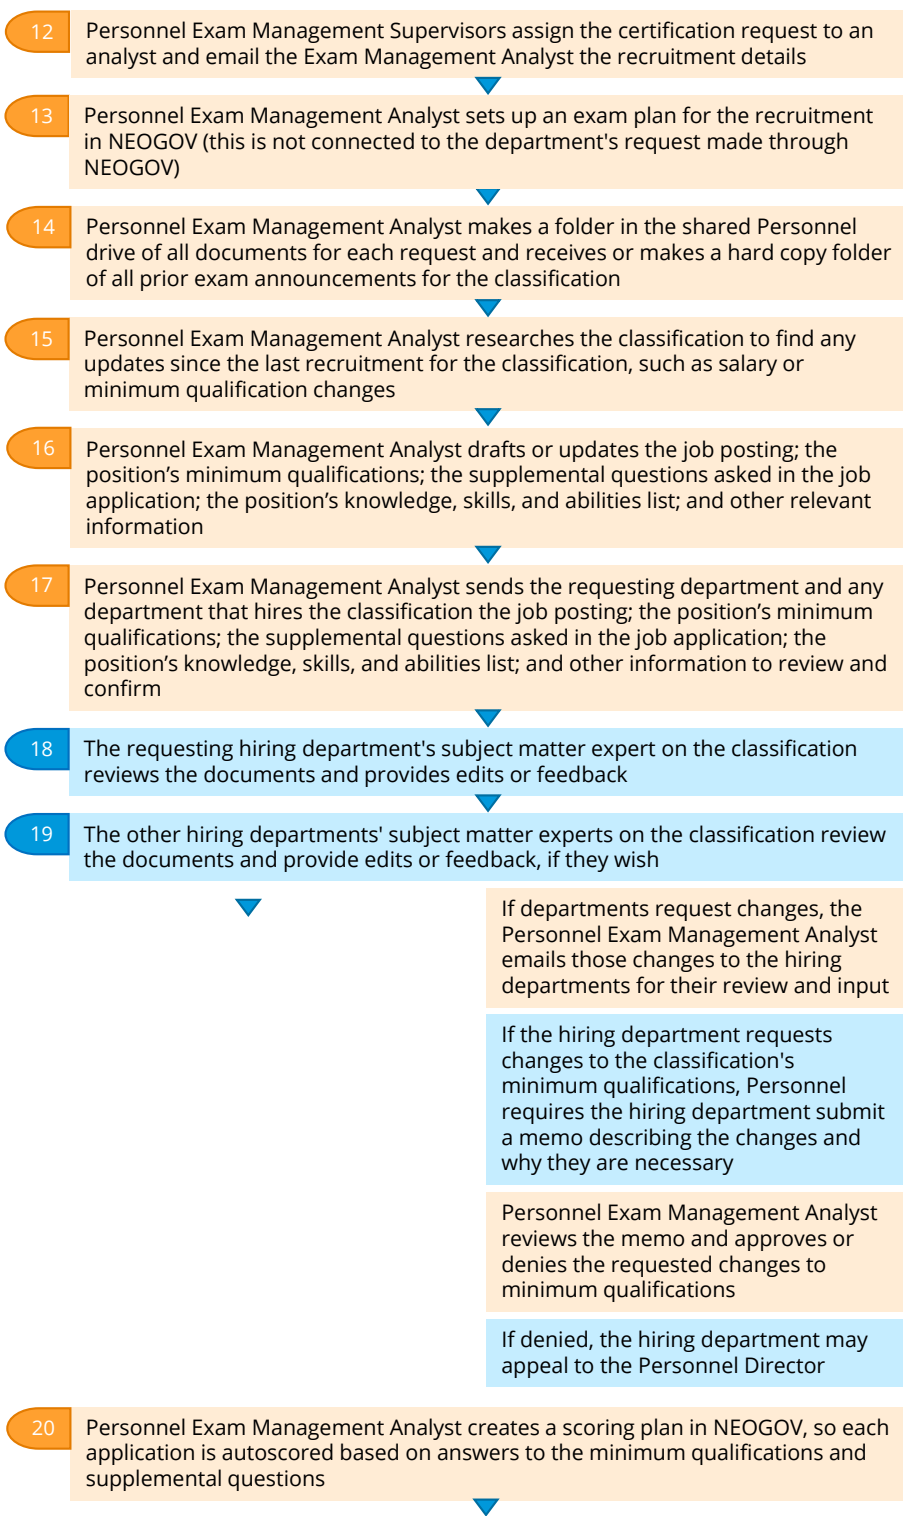 12
Personnel Exam Management Supervisors assign the certification request to an
analyst and email the Exam Management Analyst the recruitment details
13
Personnel Exam Management Analyst sets up an exam plan for the recruitment
in NEOGOV (this is not connected to the department's request made through
NEOGOV)
14
Personnel Exam Management Analyst makes a folder in the shared Personnel
drive of all documents for each request and receives or makes a hard copy folder
of all prior exam announcements for the classification
15
Personnel Exam Management Analyst researches the classification to find any
updates since the last recruitment for the classification, such as salary or
minimum qualification changes
16
Personnel Exam Management Analyst drafts or updates the job posting; the
position’s minimum qualifications; the supplemental questions asked in the job
application; the position’s knowledge, skills, and abilities list; and other relevant
information
17
Personnel Exam Management Analyst sends the requesting department and any
department that hires the classification the job posting; the position’s minimum
qualifications; the supplemental questions asked in the job application; the
position’s knowledge, skills, and abilities list; and other information to review and
confirm
18
The requesting hiring department's subject matter expert on the classification
reviews the documents and provides edits or feedback
19
The other hiring departments' subject matter experts on the classification review
the documents and provide edits or feedback, if they wish
If departments request changes, the
Personnel Exam Management Analyst
emails those changes to the hiring
departments for their review and input
If the hiring department requests
changes to the classification's
minimum qualifications, Personnel
requires the hiring department submit
a memo describing the changes and
why they are necessary
Personnel Exam Management Analyst
reviews the memo and approves or
denies the requested changes to
minimum qualifications
If denied, the hiring department may
appeal to the Personnel Director
20
Personnel Exam Management Analyst creates a scoring plan in NEOGOV, so each
application is autoscored based on answers to the minimum qualifications and
supplemental questions